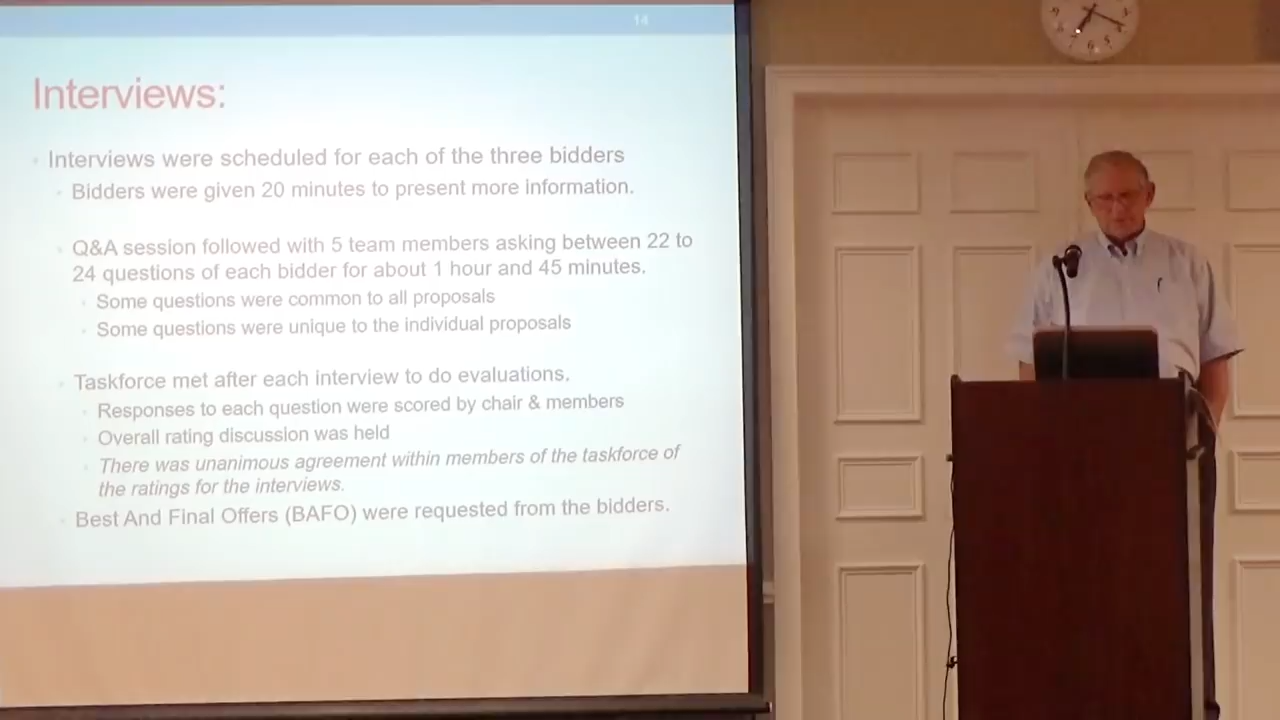 14
Interviews:
Interviews were scheduled for each of the three bidders
Bidders were given 20 minutes to present more information.
Q&A session followed with 5 team members asking between 22 to
24 questions of each bidder for about 1 hour and 45 minutes.
Some questions were common to all proposals
Some questions were unique to the individual proposals
Taskforce met after each interview to do evaluations.
Responses to each question were scored by chair & members
Overall rating discussion was held
There was unanimous agreement within members of the taskforce of
the ratings for the interviews.
Best And Final Offers (BAFO) were requested from the bidders.